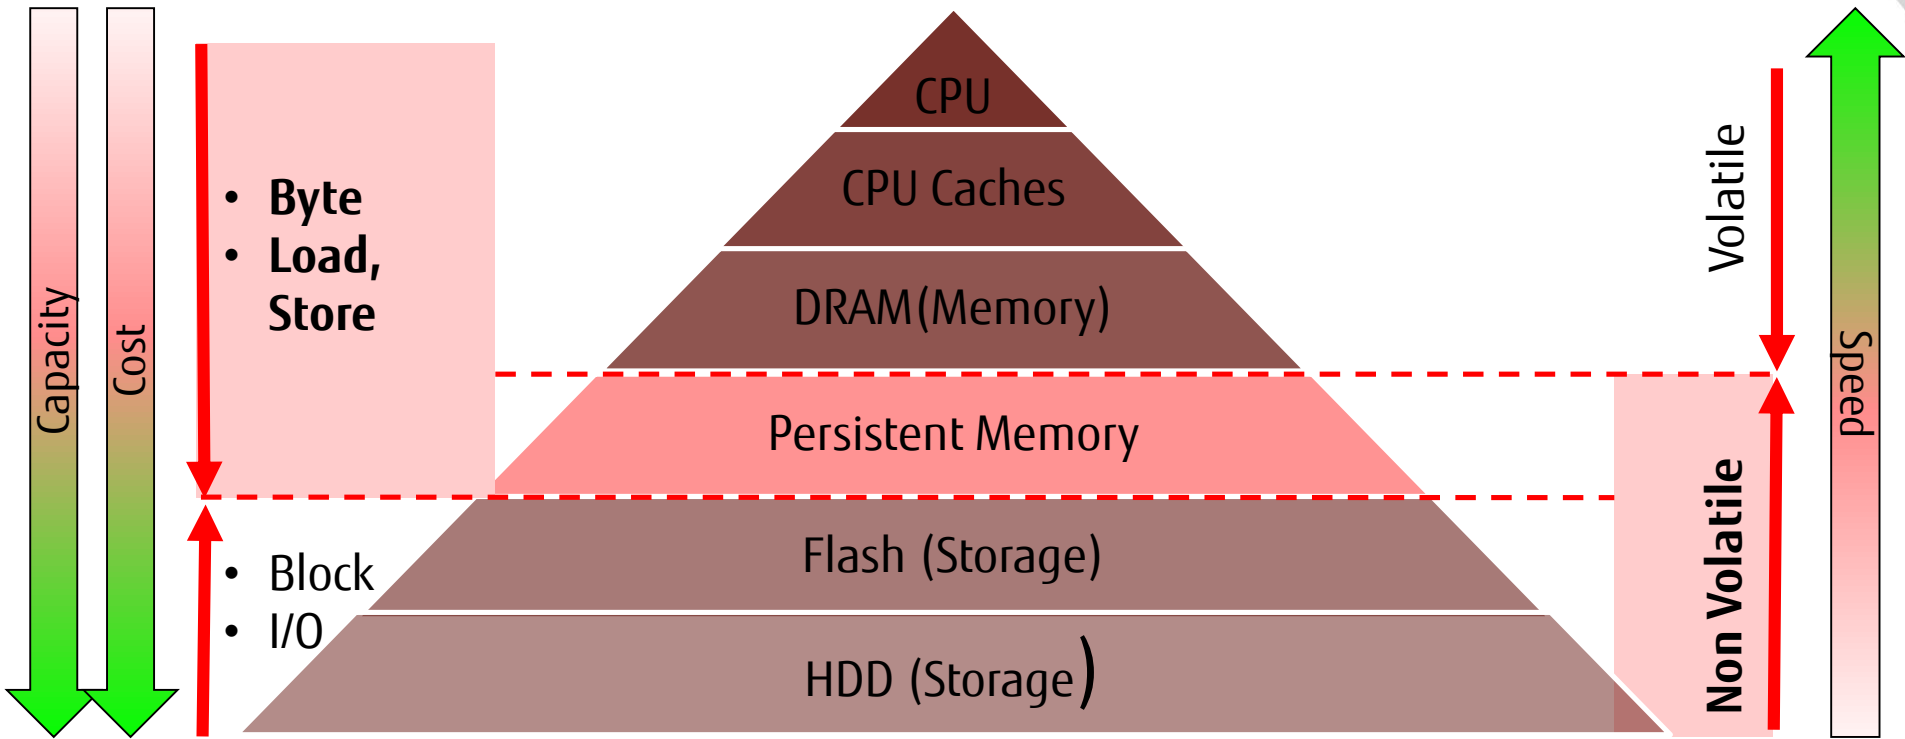 Capacity
Cost
• Byte
• Load,
Store
• Block
• I/O
CPU
CPU Caches
DRAM(Memory)
Persistent Memory
Flash (Storage)
HDD (Storage)
Volatile
Non Volatile
Speed